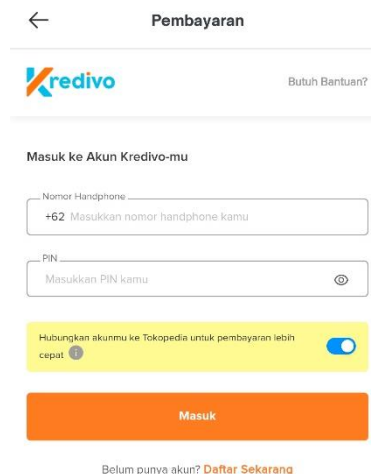 Pembayaran
Kredivo
Butuh Bantuan?
Masuk ke Akun Kredivo-mu
Nomor Handphone
+62 Masukkan nomor handphone kamu
PIN
Masukkan PIN kamu
Hubungkan akunmu ke Tokopedia untuk pembayaran lebih
cepat i
Masuk
Belum punya akun? Daftar Sekarang